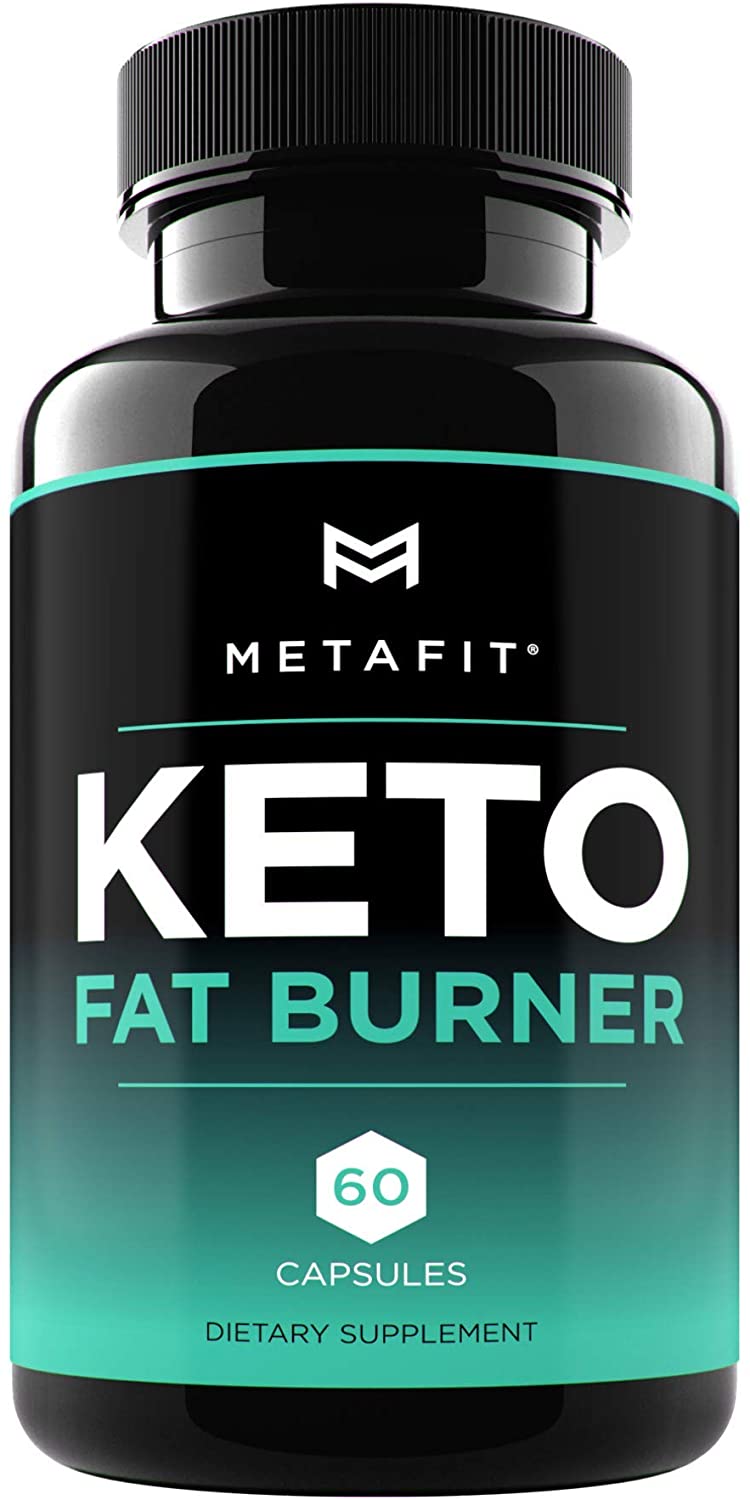 METAFIT®
KETO
FAT BURNER
60
CAPSULES
DIETARY SUPPLEMENT